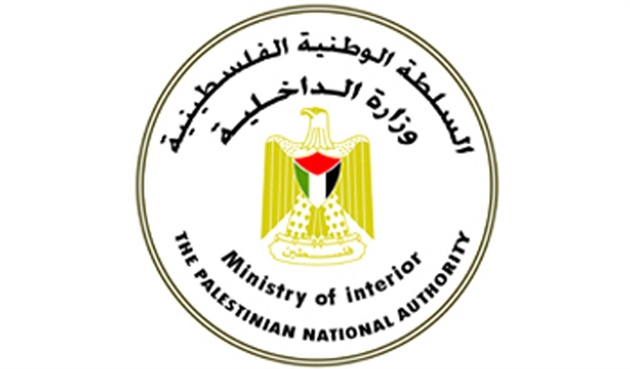 السلطة الوطنية الفلسطينية
وزارة الداخلية
فلسطين
Ministry of interior
THE PALESTINIAN NATIONAL AUTHORITY